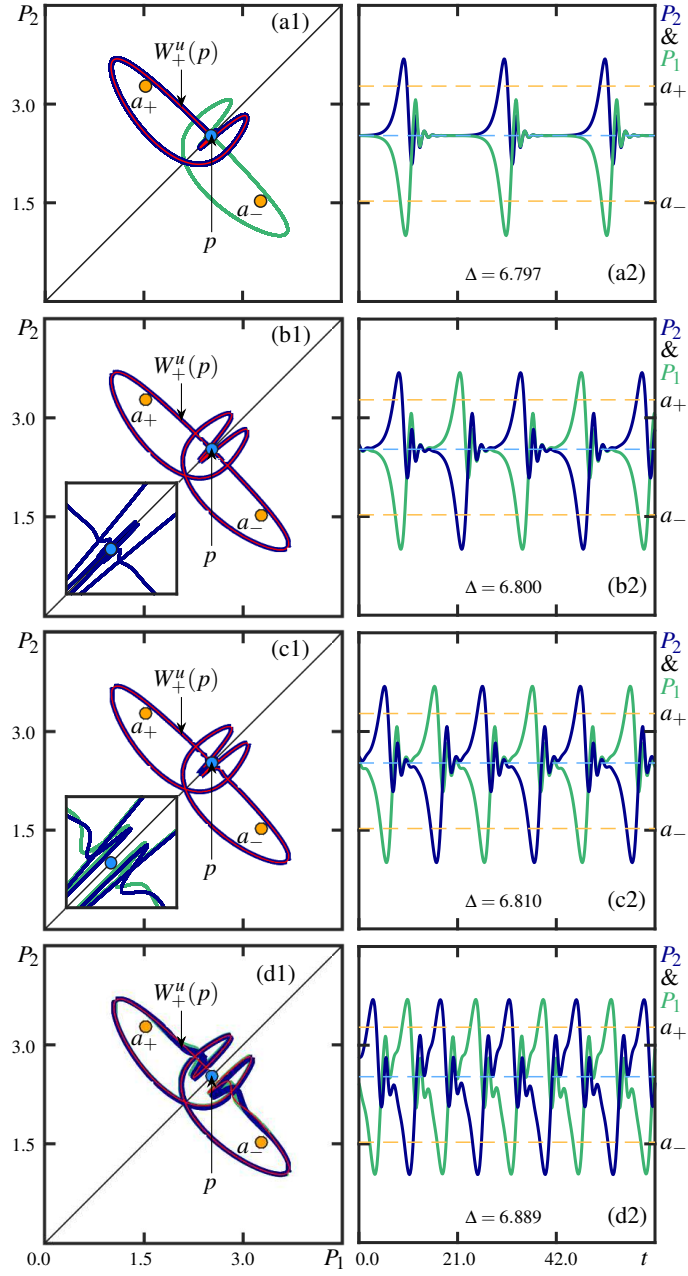 P₂ (a1) P₂
W₊ᵘ(p) &
P₁
3.0 a₊ a₊
1.5 a₋ a₋
p Δ = 6.797 (a2)
P₂ (b1) P₂
W₊ᵘ(p) &
P₁
3.0 a₊ a₊
1.5 a₋ a₋
p Δ = 6.800 (b2)
P₂ (c1) P₂
W₊ᵘ(p) &
P₁
3.0 a₊ a₊
1.5 a₋ a₋
p Δ = 6.810 (c2)
P₂ (d1) P₂
W₊ᵘ(p) &
P₁
3.0 a₊ a₊
1.5 a₋ a₋
p Δ = 6.889 (d2)
0.0 1.5 3.0 P₁ 0.0 21.0 42.0 t